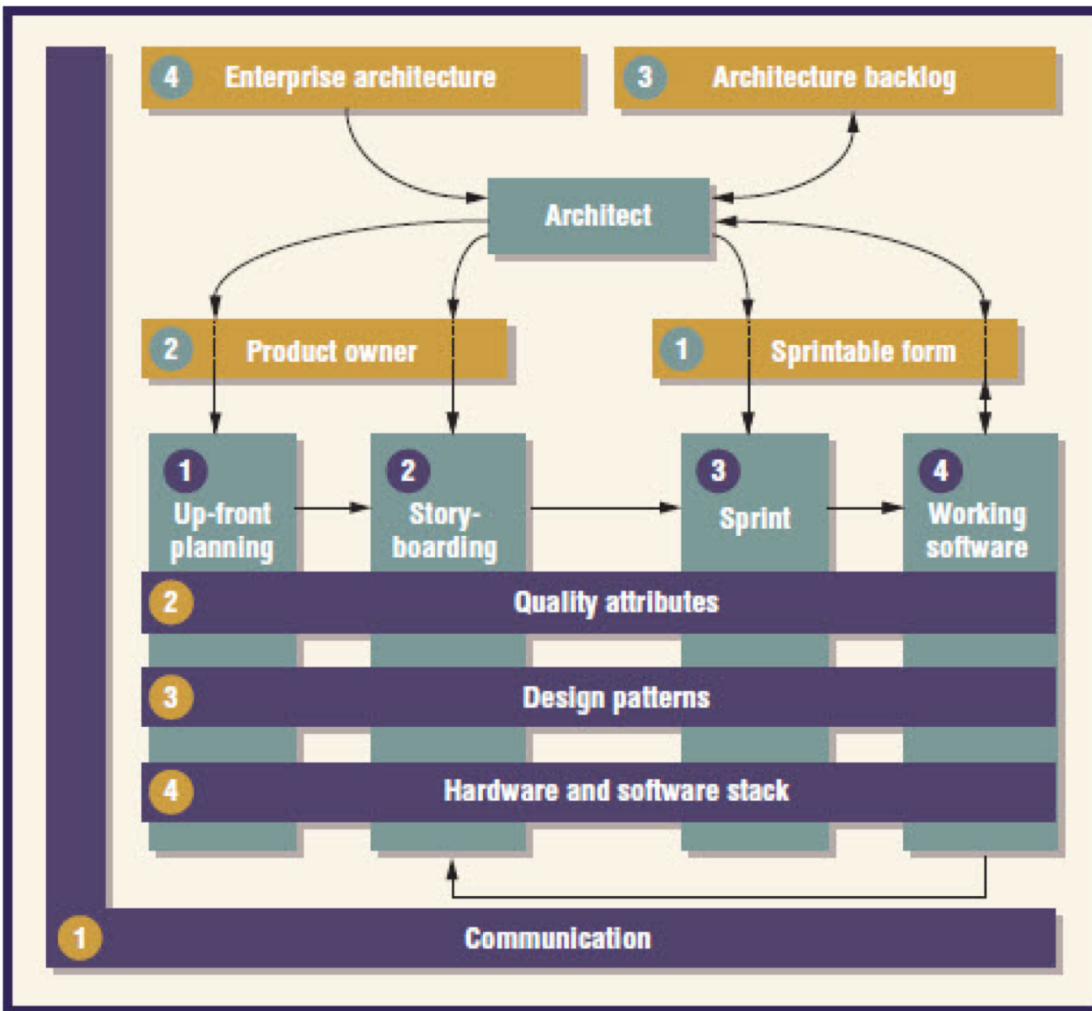 4 Enterprise architecture
3 Architecture backlog
Architect
2 Product owner
1 Sprintable form
1
Up-front
planning
2
Story-
boarding
3
Sprint
4
Working
software
2 Quality attributes
3 Design patterns
4 Hardware and software stack
1 Communication